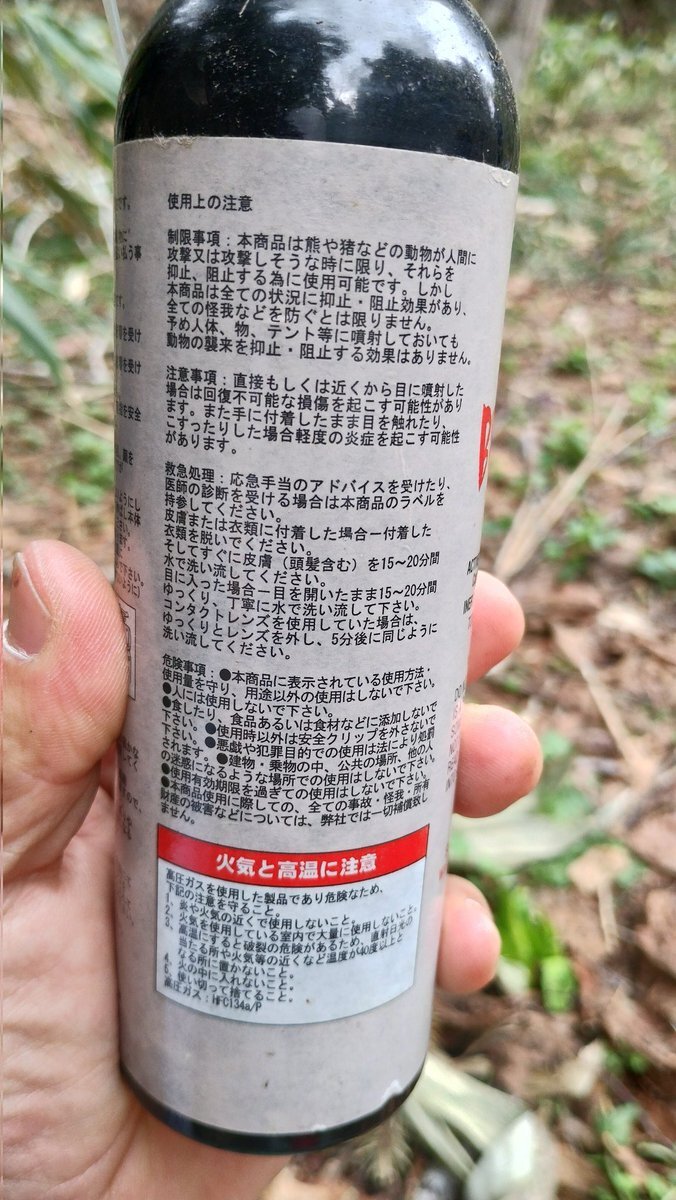 使用上の注意
制限事項：本商品は熊や猪などの動物が人間に
攻撃又は攻撃しそうな時に限り、それらを
抑止、阻止する為に使用可能です。しかし
本商品は全ての状況に抑止・阻止効果があり、
全ての怪我などを防ぐとは限りません。
予め人体、物、テント等に噴射しておいても
動物の襲来を抑止・阻止する効果はありません。
注意事項：直接もしくは近くから目に噴射した
場合は回復不可能な損傷を起こす可能性があり
ます。また手に付着したまま目を触れたり、
こすったりした場合軽度の炎症を起こす可能性
があります。
救急処理：応急手当のアドバイスを受けたり、
医師の診断を受ける場合は本商品のラベルを
持参してください。
皮膚または衣類に付着した場合ー付着した
衣類を脱いでください。
そしてすぐに皮膚（頭髪含む）を15～20分間
水で洗い流してください。
目に入った場合ー目を開いたまま15～20分間
ゆっくり、丁寧に水で洗い流して下さい。
コンタクトレンズを使用していた場合は、
ゆっくりとレンズを外し、5分後に同じように
洗い流してください。
危険事項：●本商品に表示されている使用方法・
使用量を守り、用途以外の使用はしないで下さい。
●人には使用しないで下さい。
●食したり、食品あるいは食材などに添加しないで
下さい。●使用時以外は安全クリップを外さないで
下さい。●悪戯や犯罪目的での使用は法により処罰
されます。●建物・乗物の中、公共の場所、他の人
の迷惑になるような場所での使用はしないで下さい。
●使用有効期限を過ぎての使用はしないで下さい。
●本商品使用に際しての、全ての事故・怪我・所有
財産の被害などについては、弊社では一切補償致し
ません。
火気と高温に注意
高圧ガスを使用した製品であり危険なため、
下記の注意を守ること。
1、炎や火気の近くで使用しないこと。
2、火気を使用している室内で大量に使用しないこと。
3、高温にすると破裂の危険があるため、直射日光の
当たる所や火気等の近くなど温度が40度以上と
なる所に置かないこと。
4、火の中に入れないこと。
5、使い切って捨てること。
高圧ガス：HFC134a/P